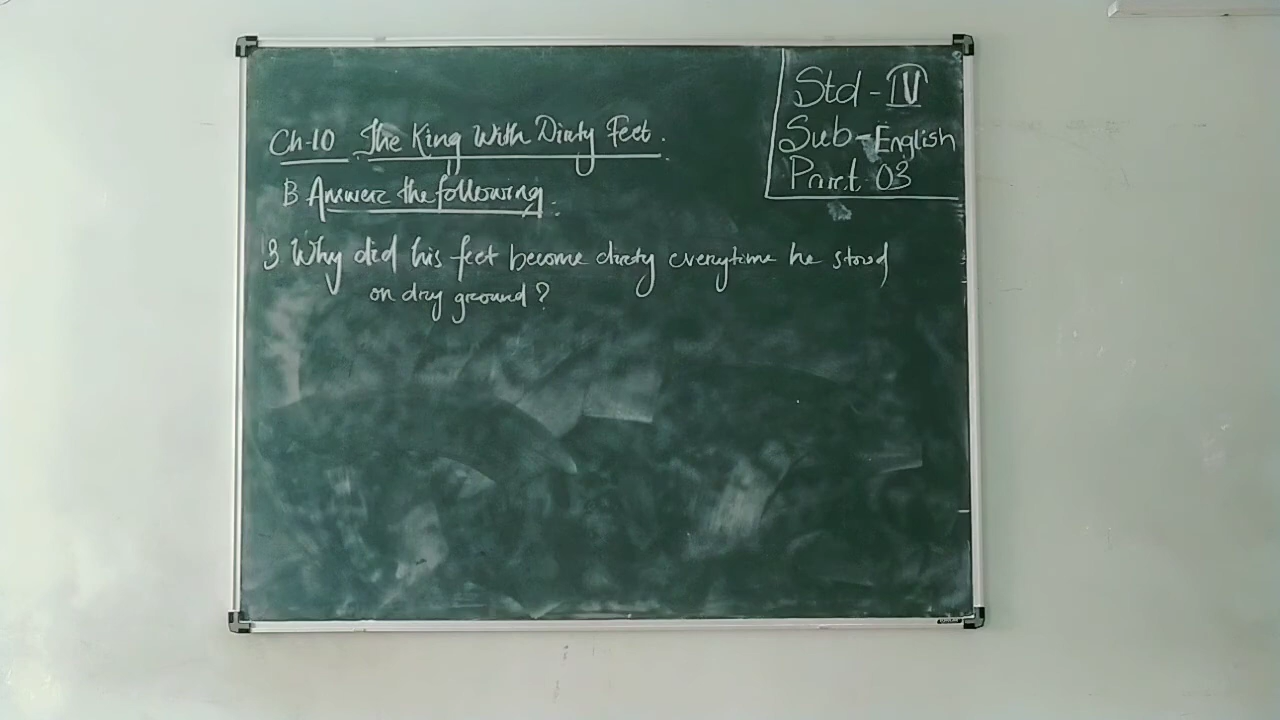 Std - IV
Sub - English
Part 03
Ch-10 The King With Dirty Feet.
B Answer the following.
3 Why did his feet become dirty everytime he stood
on dry ground?